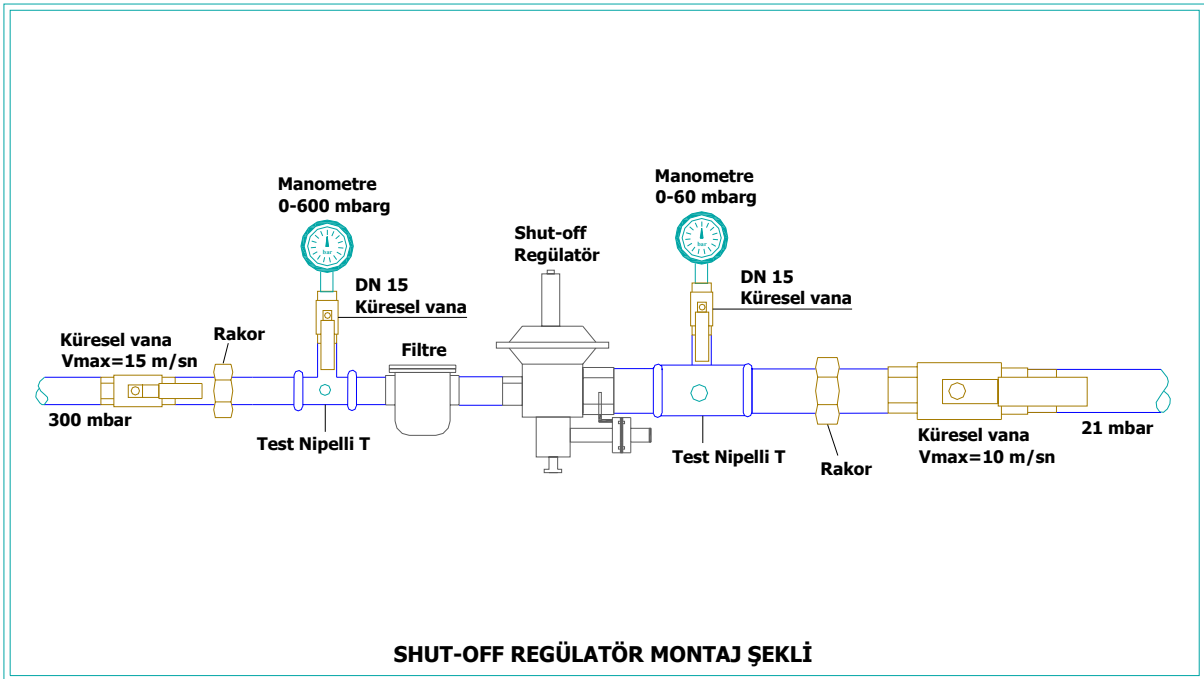 Manometre
0-600 mbarg
Manometre
0-60 mbarg
Shut-off
Regülatör
bar
bar
DN 15
Küresel vana
DN 15
Küresel vana
Küresel vana
Vmax=15 m/sn
Rakor
Filtre
300 mbar
Test Nipelli T
Test Nipelli T
Rakor
Küresel vana
Vmax=10 m/sn
21 mbar
SHUT-OFF REGÜLATÖR MONTAJ ŞEKLİ